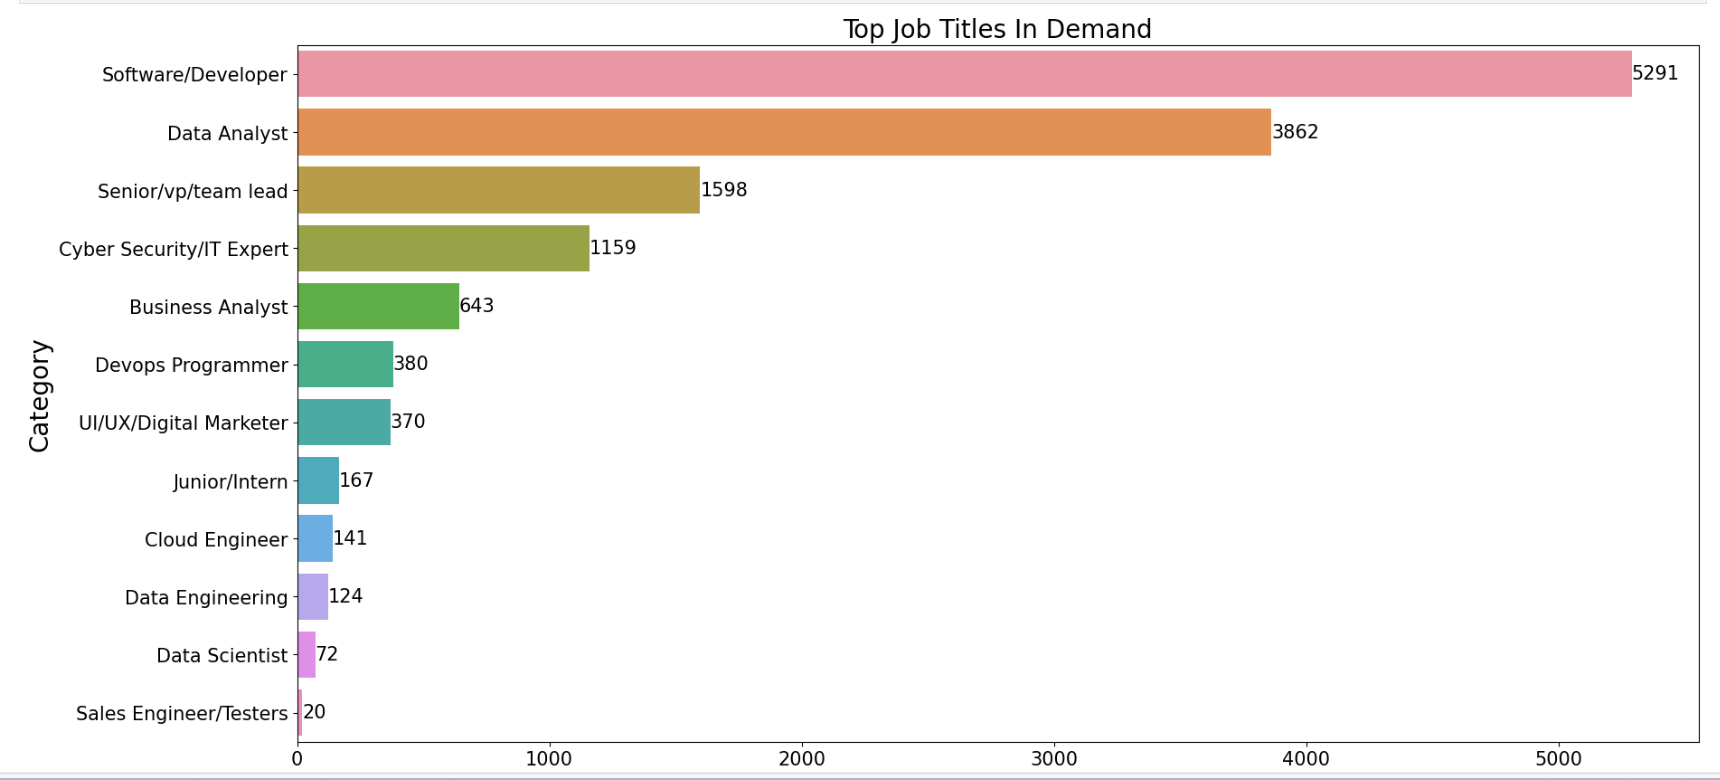 Top Job Titles In Demand
Software/Developer 5291
Data Analyst 3862
Senior/vp/team lead 1598
Cyber Security/IT Expert 1159
Business Analyst 643
Devops Programmer 380
UI/UX/Digital Marketer 370
Junior/Intern 167
Cloud Engineer 141
Data Engineering 124
Data Scientist 72
Sales Engineer/Testers 20
Category
0 1000 2000 3000 4000 5000